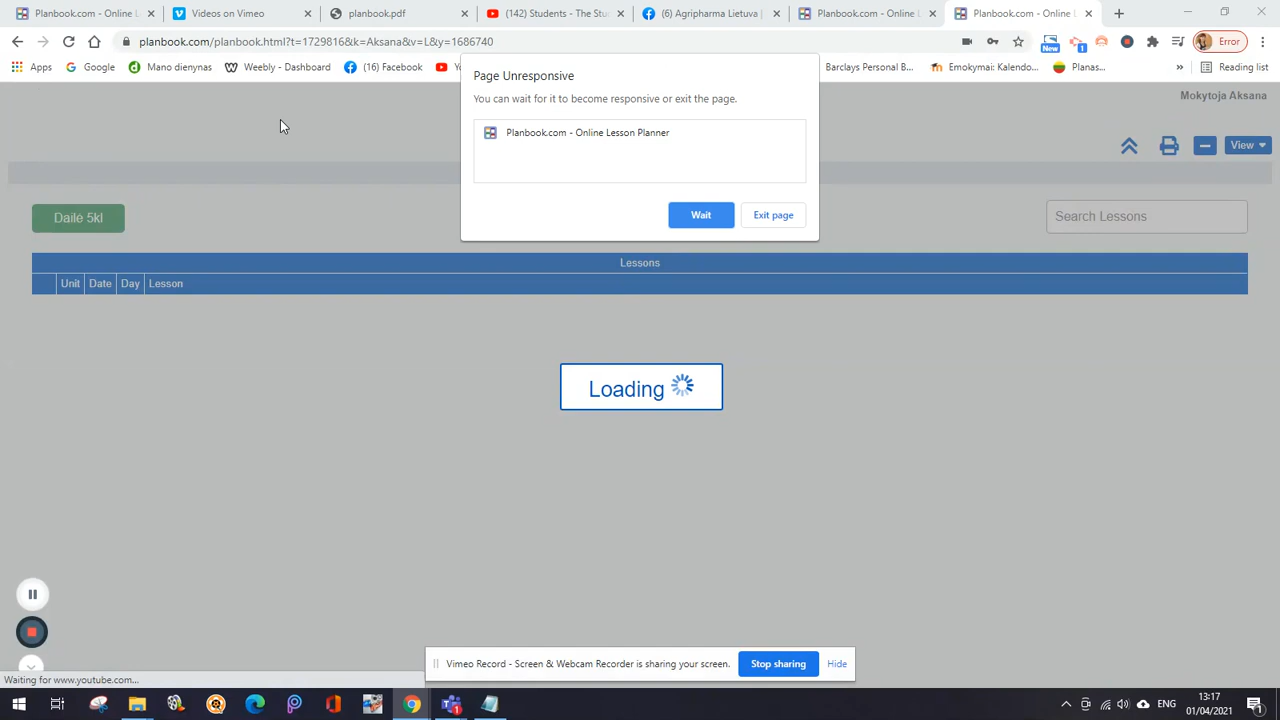 Planbook.com - Online L
Videos on Vimeo
planbook.pdf
(142) Students - The Stu
(6) Agripharma Lietuva |
Planbook.com - Online L
Planbook.com - Online L
planbook.com/planbook.html?t=1729816&k=Aksana&v=L&y=1686740
New
1
Error
Apps
Google
Mano dienynas
Weebly - Dashboard
(16) Facebook
Barclays Personal B...
Emokymai: Kalendo...
Planas...
»
Reading list
Page Unresponsive
You can wait for it to become responsive or exit the page.
Planbook.com - Online Lesson Planner
Wait
Exit page
Mokytoja Aksana
View
Dailė 5kl
Search Lessons
Lessons
Unit
Date
Day
Lesson
Loading
Vimeo Record - Screen & Webcam Recorder is sharing your screen.
Stop sharing
Hide
Waiting for www.youtube.com...
ENG
13:17
01/04/2021
1